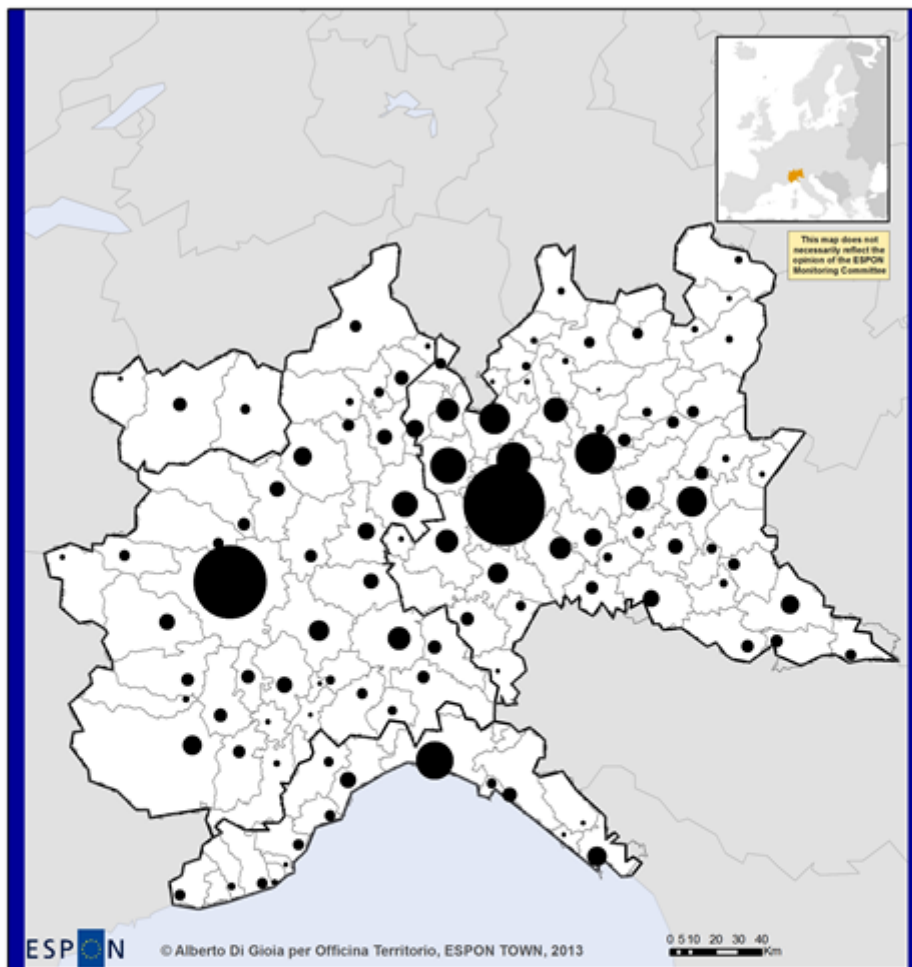 This map does not
necessarily reflect the
opinion of the ESPON
Monitoring Committee
ESPON
© Alberto Di Gioia per Officina Territorio, ESPON TOWN, 2013
0 5 10 20 30 40
Km